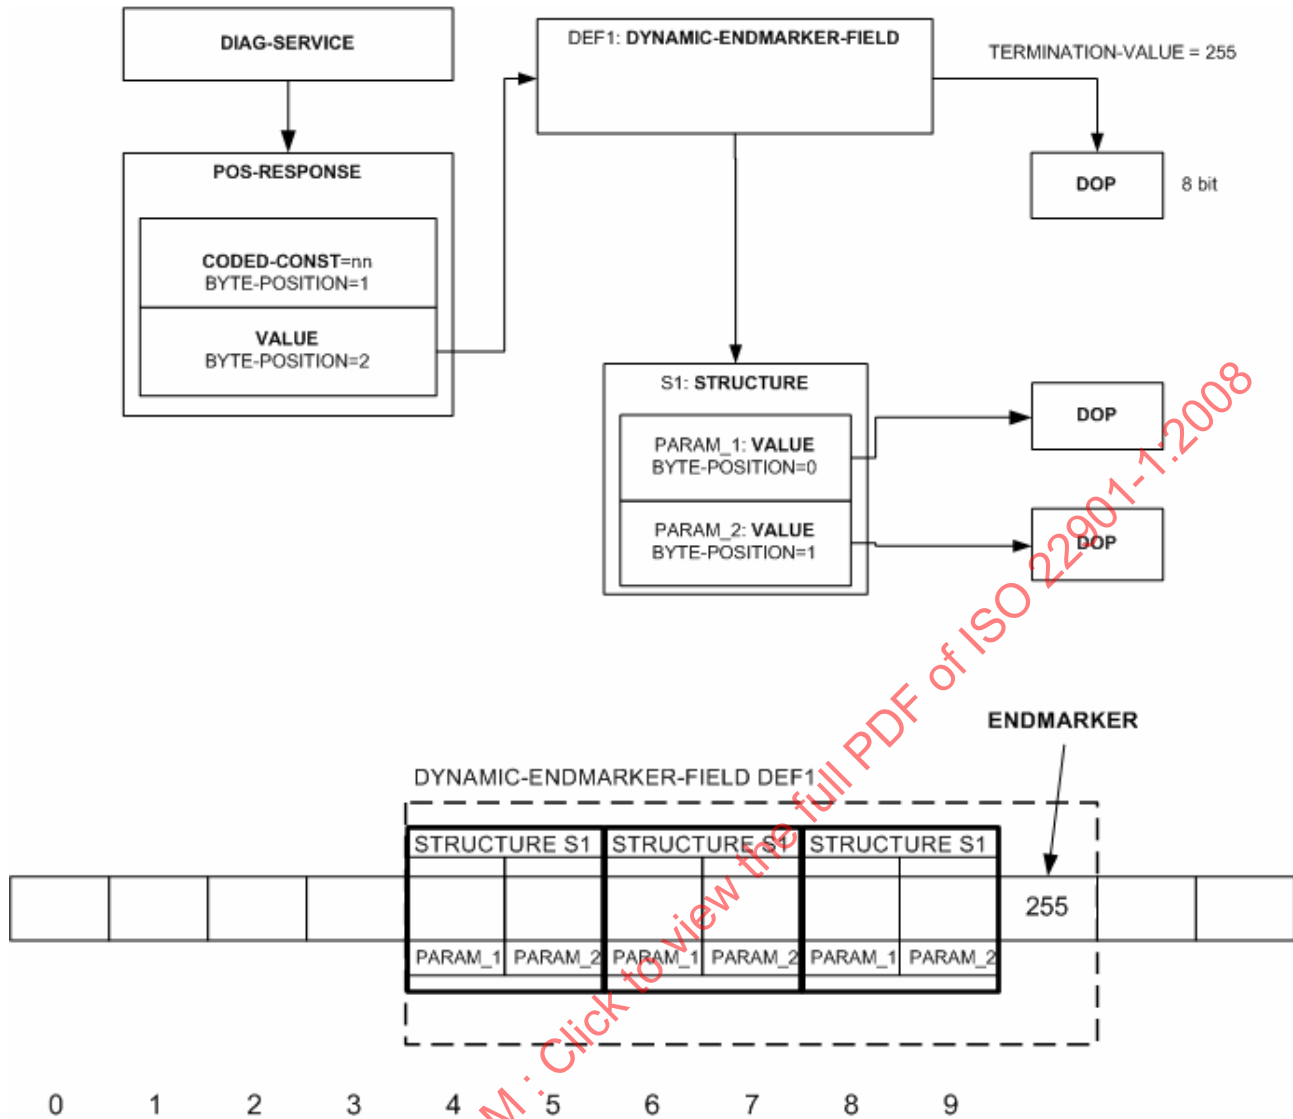 DIAG-SERVICE
DEF1: DYNAMIC-ENDMARKER-FIELD
TERMINATION-VALUE = 255
POS-RESPONSE
DOP
8 bit
CODED-CONST=nn
BYTE-POSITION=1
VALUE
BYTE-POSITION=2
S1: STRUCTURE
PARAM_1: VALUE
BYTE-POSITION=0
DOP
PARAM_2: VALUE
BYTE-POSITION=1
DOP
ENDMARKER
DYNAMIC-ENDMARKER-FIELD DEF1
STRUCTURE S1 STRUCTURE S1 STRUCTURE S1
255
PARAM_1 PARAM_2 PARAM_1 PARAM_2 PARAM_1 PARAM_2
0 1 2 3 4 5 6 7 8 9
M : Click to view the full PDF of ISO 22901-1:2008